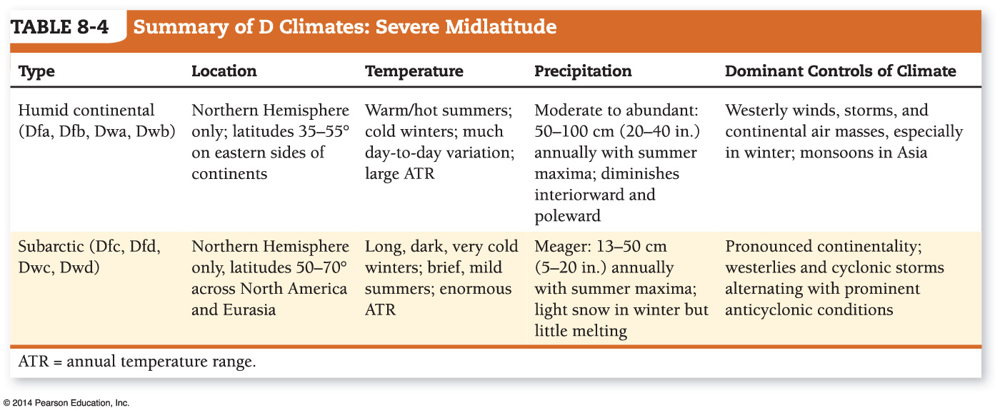 TABLE 8-4 Summary of D Climates: Severe Midlatitude
Type Location Temperature Precipitation Dominant Controls of Climate
Humid continental
(Dfa, Dfb, Dwa, Dwb)
Northern Hemisphere
only; latitudes 35–55°
on eastern sides of
continents
Warm/hot summers;
cold winters; much
day-to-day variation;
large ATR
Moderate to abundant:
50–100 cm (20–40 in.)
annually with summer
maxima; diminishes
interiorward and
poleward
Westerly winds, storms, and
continental air masses, especially
in winter; monsoons in Asia
Subarctic (Dfc, Dfd,
Dwc, Dwd)
Northern Hemisphere
only, latitudes 50–70°
across North America
and Eurasia
Long, dark, very cold
winters; brief, mild
summers; enormous
ATR
Meager: 13–50 cm
(5–20 in.) annually
with summer maxima;
light snow in winter but
little melting
Pronounced continentality;
westerlies and cyclonic storms
alternating with prominent
anticyclonic conditions
ATR = annual temperature range.
© 2014 Pearson Education, Inc.